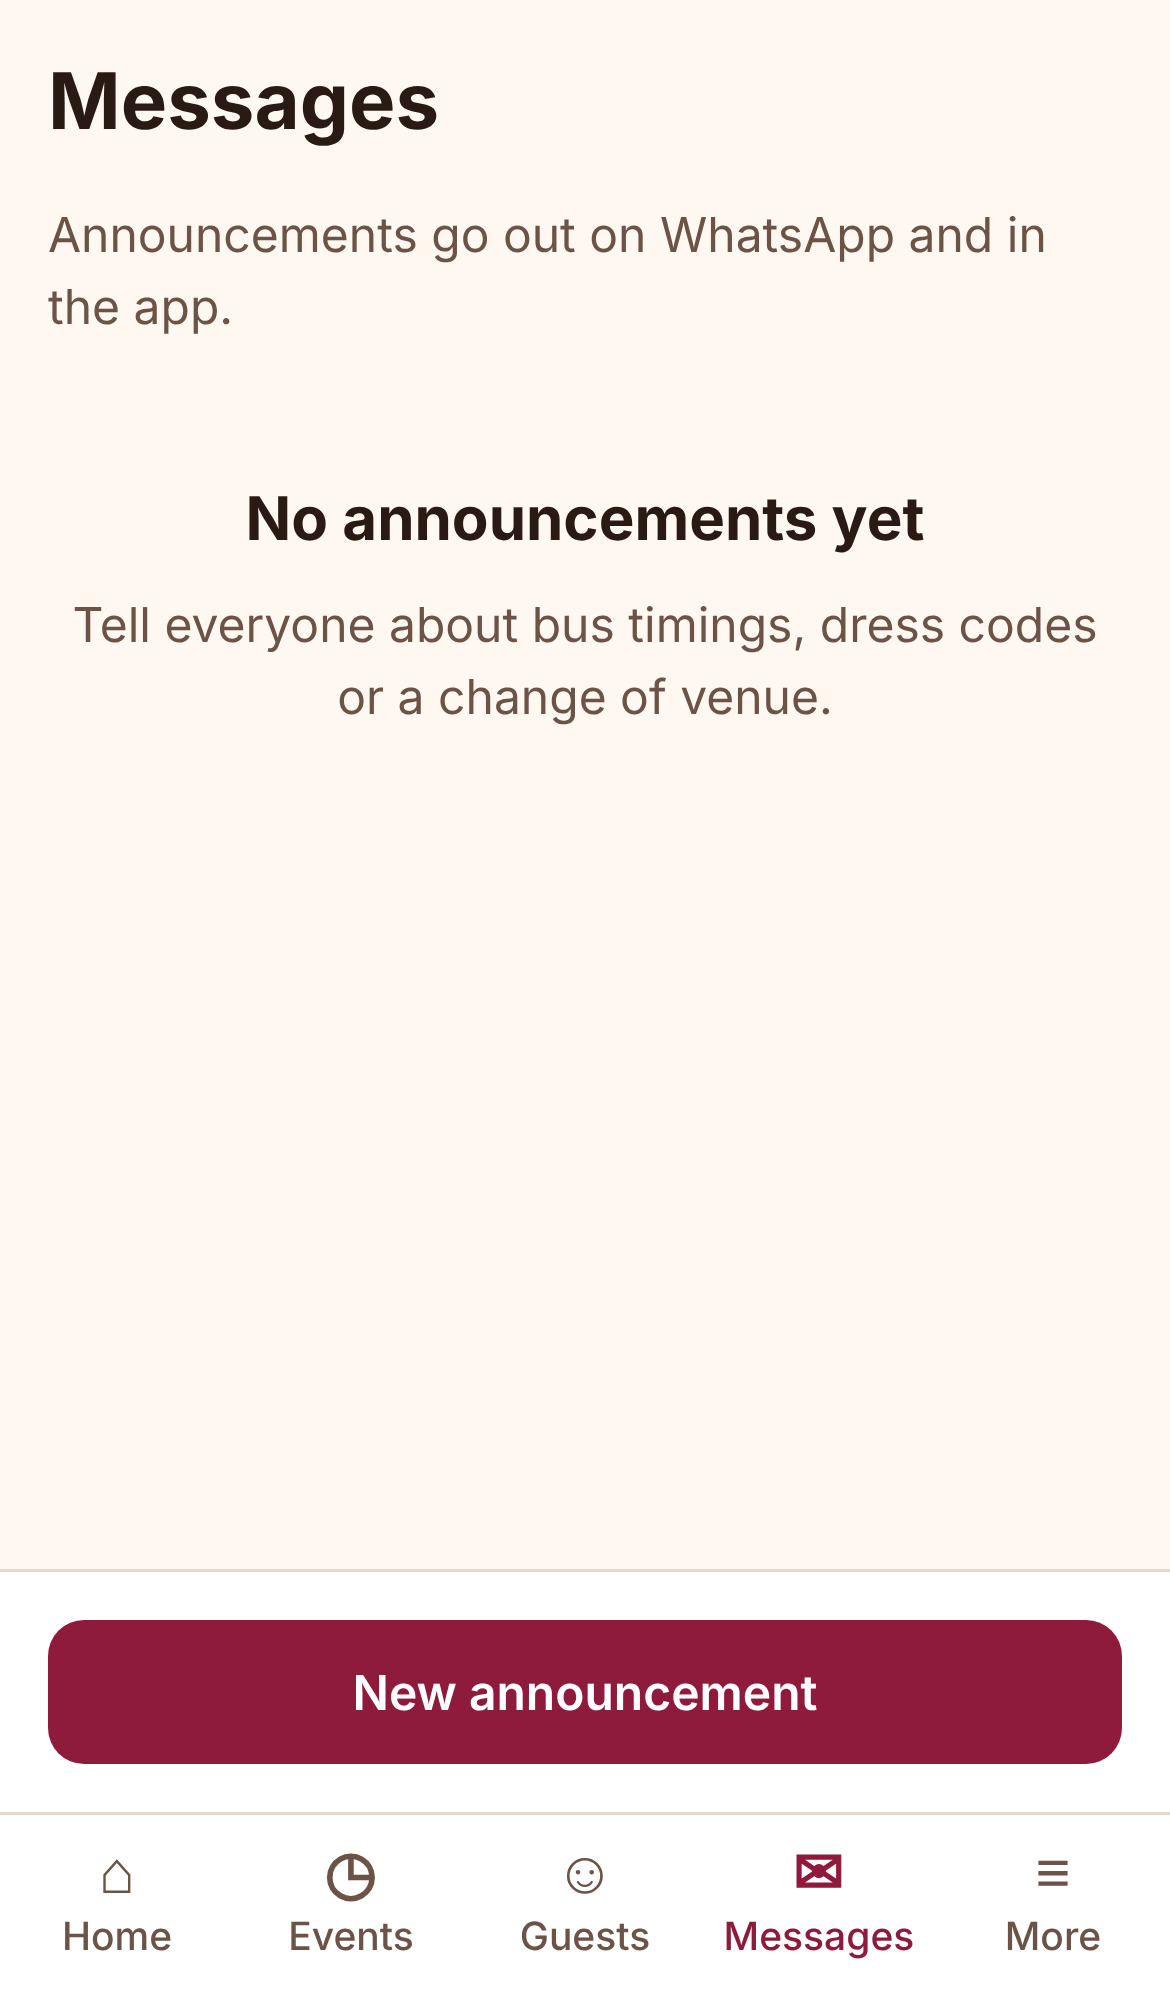 Messages
Announcements go out on WhatsApp and in
the app.
No announcements yet
Tell everyone about bus timings, dress codes
or a change of venue.
New announcement
Home
Events
Guests
Messages
More